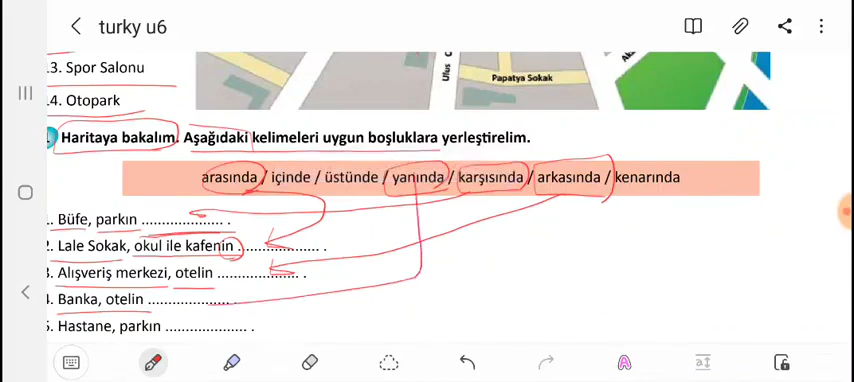 turky u6
.3. Spor Salonu
.4. Otopark
Ulus
Papatya Sokak
Haritaya bakalım. Aşağıdaki kelimeleri uygun boşluklara yerleştirelim.
arasında / içinde / üstünde / yanında / karşısında / arkasında / kenarında
1. Büfe, parkın ..................... .
2. Lale Sokak, okul ile kafenin ..................... .
3. Alışveriş merkezi, otelin ..................... .
4. Banka, otelin ..................... .
5. Hastane, parkın ..................... .